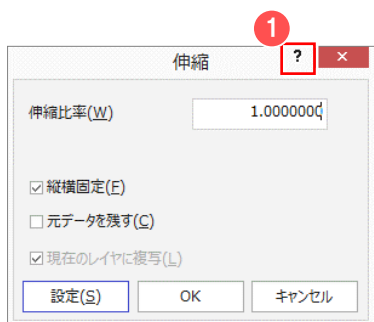 1
伸縮 ? ×
伸縮比率(W) 1.0000000
縦横固定(F)
元データを残す(C)
現在のレイヤに複写(L)
設定(S) OK キャンセル